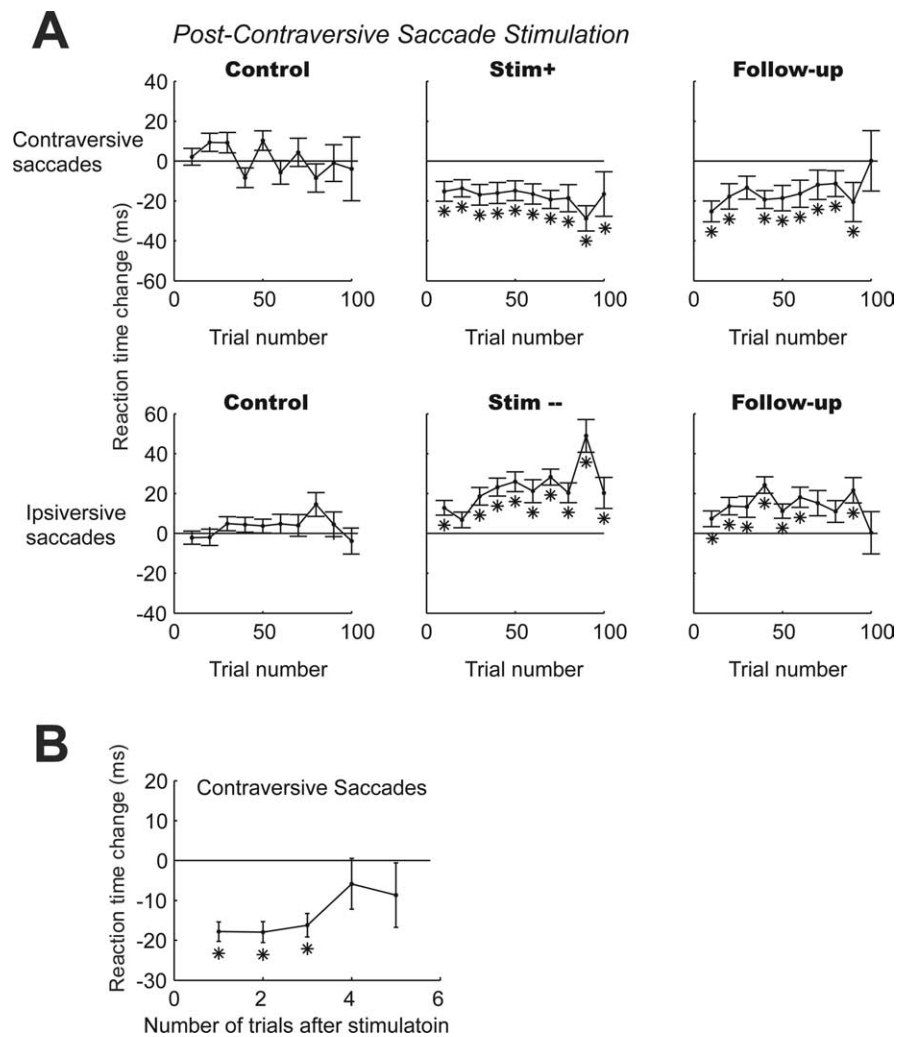 A
Post-Contraversive Saccade Stimulation
Control
Stim+
Follow-up
Contraversive
saccades
Reaction time change (ms)
40
20
0
-20
-40
-60
0 50 100
0 50 100
0 50 100
Trial number
Trial number
Trial number
Control
Stim --
Follow-up
Ipsiversive
saccades
60
40
20
0
-20
-40
0 50 100
0 50 100
0 50 100
Trial number
Trial number
Trial number
B
Reaction time change (ms)
Contraversive Saccades
20
10
0
-10
-20
-30
0 2 4 6
Number of trials after stimulatoin